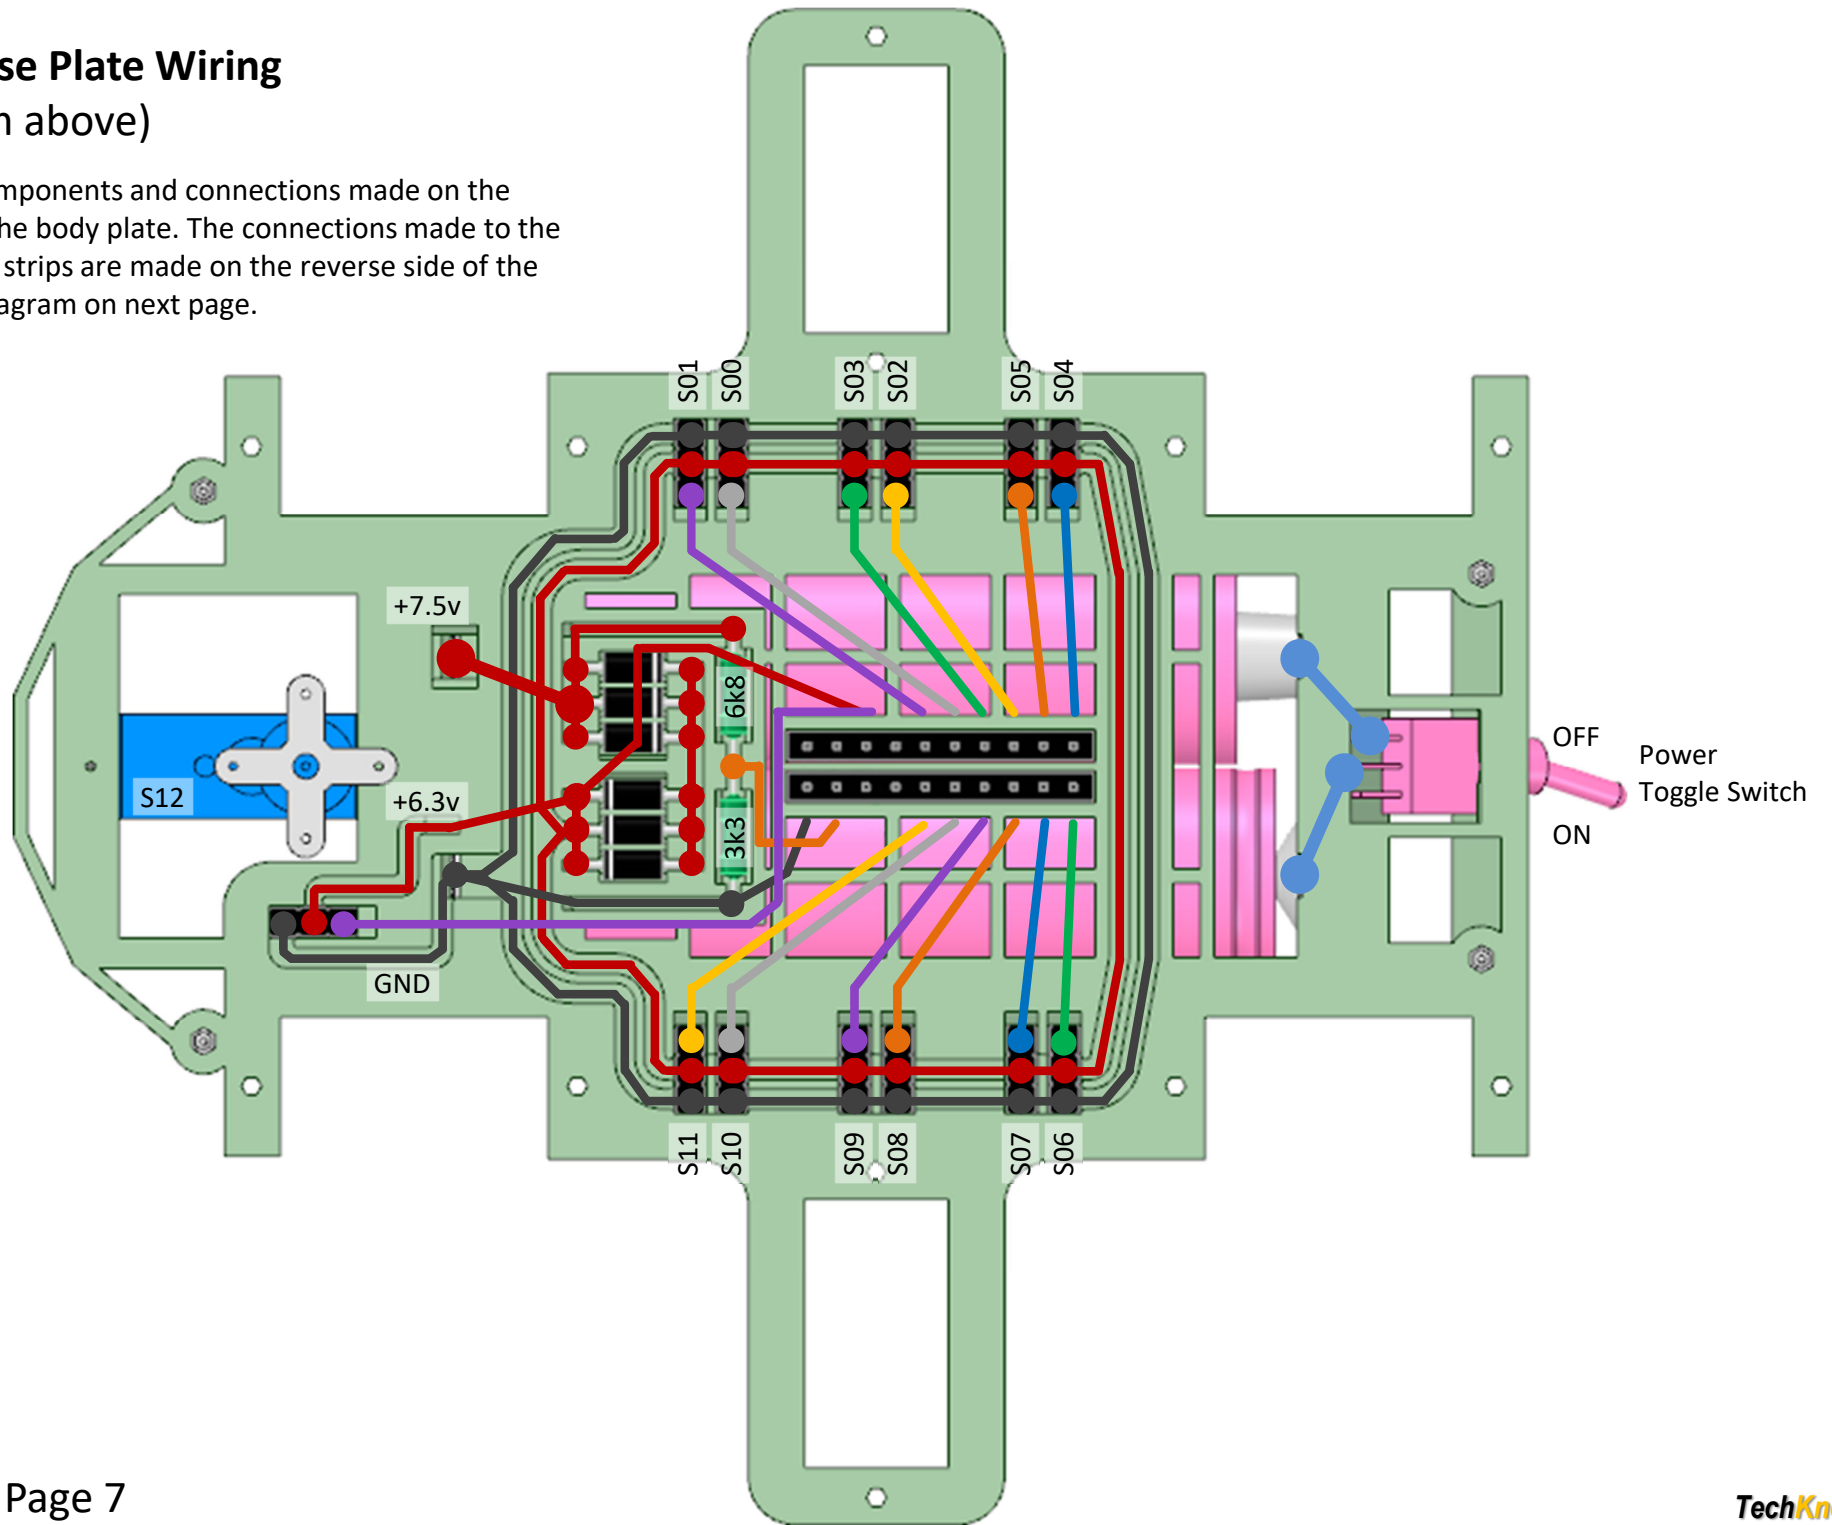 se Plate Wiring
n above)
mponents and connections made on the
he body plate. The connections made to the
strips are made on the reverse side of the
agram on next page.
S01
S00
S03
S02
S05
S04
+7.5v
6k8
OFF
Power
Toggle Switch
ON
S12
+6.3v
3k3
GND
S11
S10
S09
S08
S07
S06
Page 7
TechKn